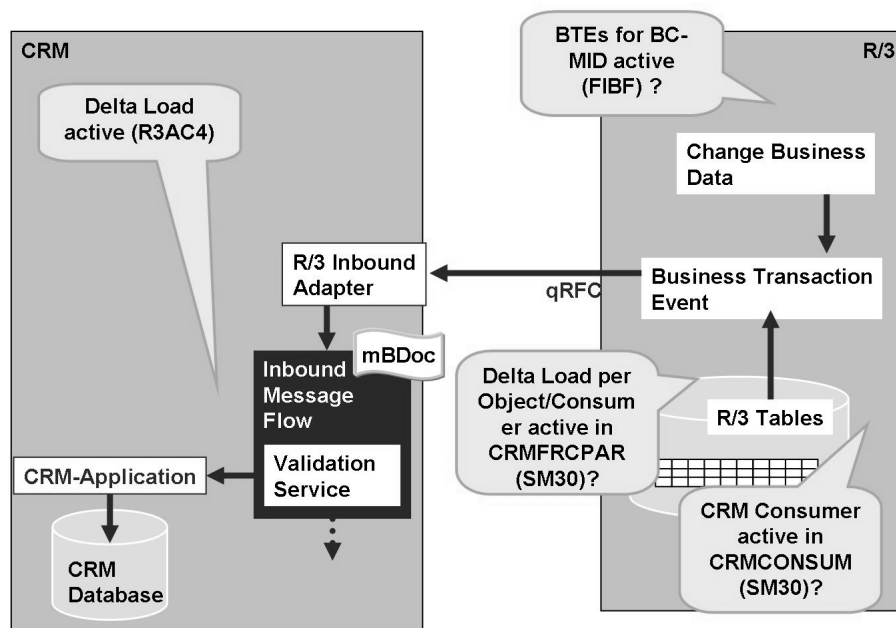 CRM
Delta Load
active (R3AC4)
BTEs for BC-
MID active
(FIBF) ?
R/3
Change Business
Data
R/3 Inbound
Adapter
qRFC
Business Transaction
Event
mBDoc
Inbound
Message
Flow
Validation
Service
Delta Load per
Object/Consum
er active in
CRMFRCPAR
(SM30)?
R/3 Tables
CRM-Application
CRM
Database
CRM Consumer
active in
CRMCONSUM
(SM30)?